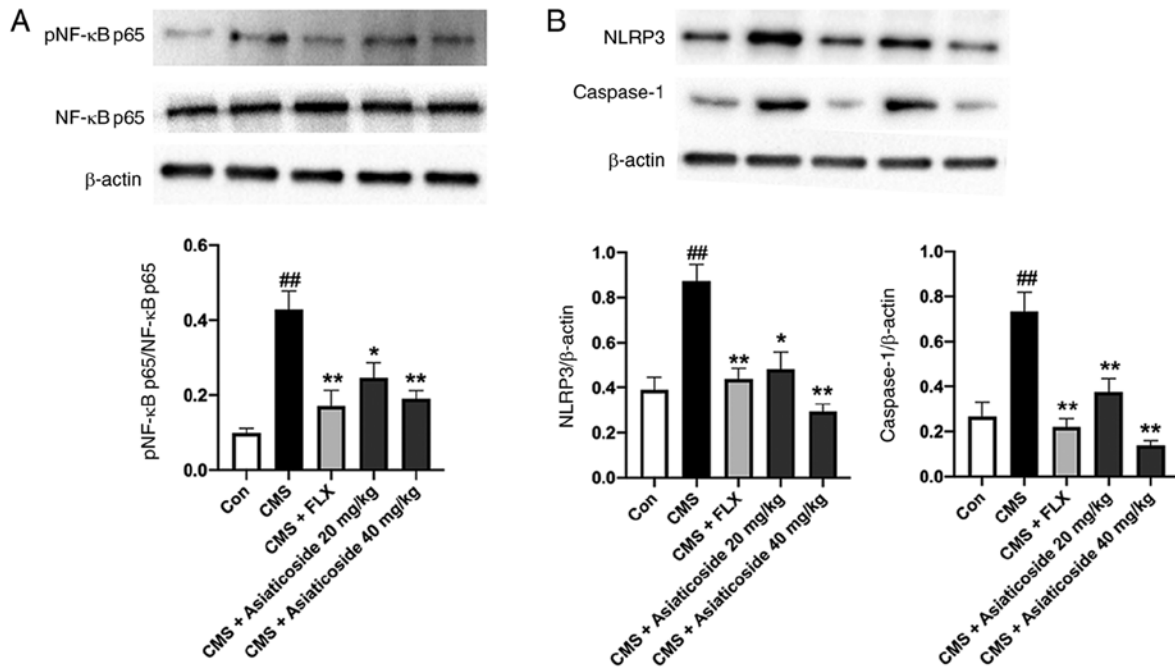 A
pNF-κB p65
NF-κB p65
β-actin
B
NLRP3
Caspase-1
β-actin
pNF-κB p65/NF-κB p65
0.6
0.4
0.2
0.0
##
**
*
**
Con
CMS
CMS + FLX
CMS + Asiaticoside 20 mg/kg
CMS + Asiaticoside 40 mg/kg
NLRP3/β-actin
1.0
0.8
0.6
0.4
0.2
0.0
##
**
*
**
Con
CMS
CMS + FLX
CMS + Asiaticoside 20 mg/kg
CMS + Asiaticoside 40 mg/kg
Caspase-1/β-actin
1.0
0.8
0.6
0.4
0.2
0.0
##
**
**
**
Con
CMS
CMS + FLX
CMS + Asiaticoside 20 mg/kg
CMS + Asiaticoside 40 mg/kg